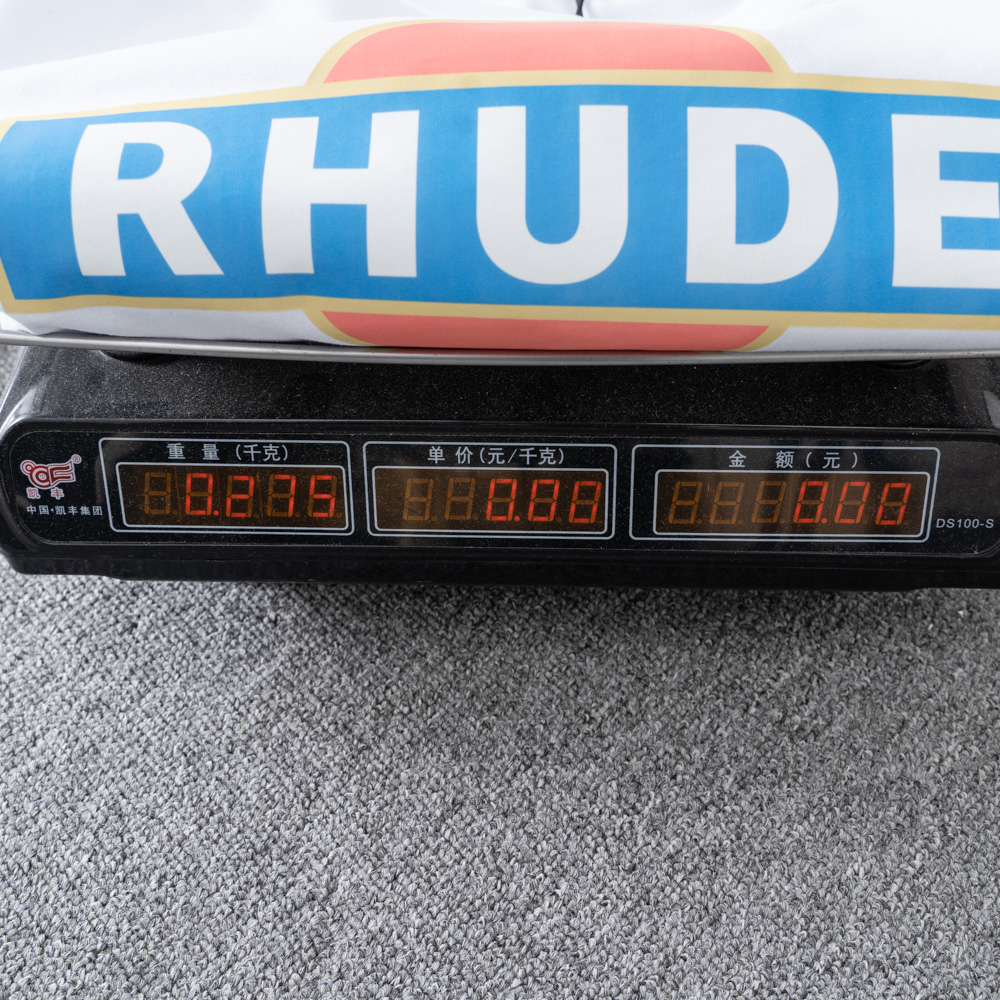 RHUDE
重 量 (千克)
0.275
单 价(元/千克)
0.00
金 额 ( 元 )
0.00
®
凯 丰
中国·凯丰集团
DS100-S